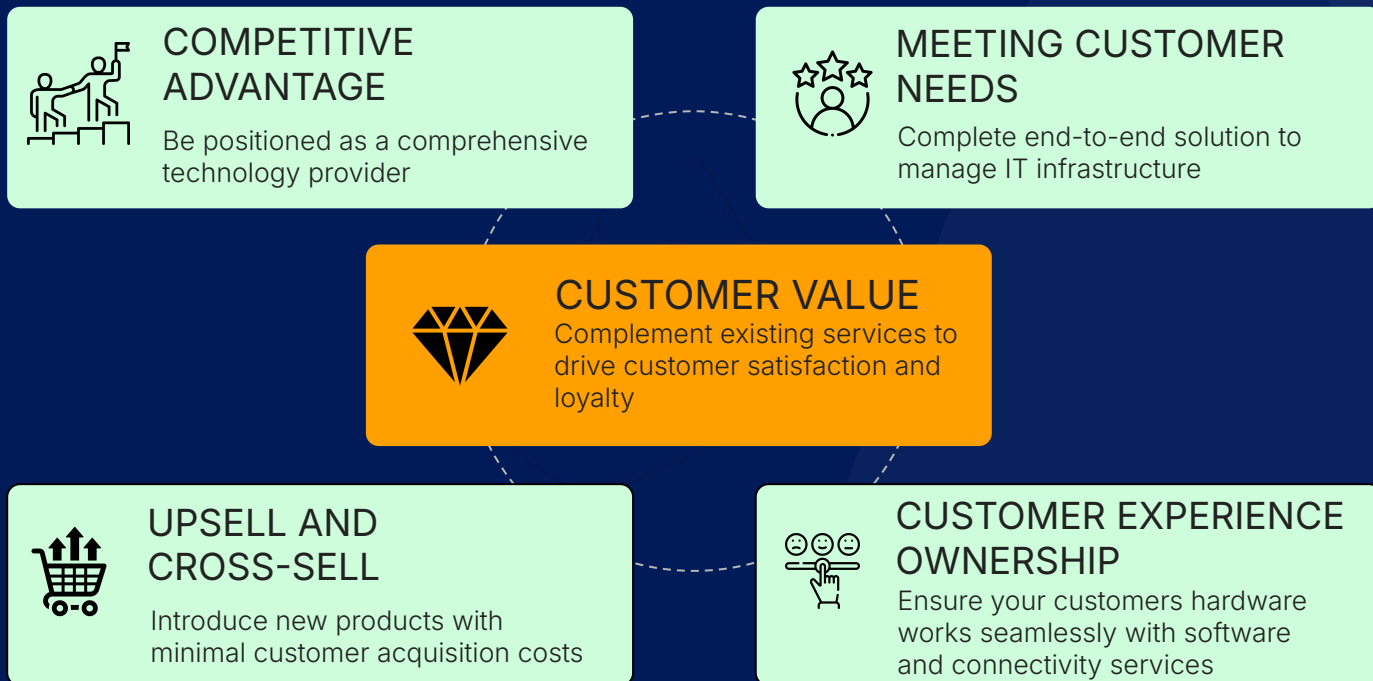 COMPETITIVE
ADVANTAGE
Be positioned as a comprehensive
technology provider
MEETING CUSTOMER
NEEDS
Complete end-to-end solution to
manage IT infrastructure
CUSTOMER VALUE
Complement existing services to
drive customer satisfaction and
loyalty
UPSELL AND
CROSS-SELL
Introduce new products with
minimal customer acquisition costs
CUSTOMER EXPERIENCE
OWNERSHIP
Ensure your customers hardware
works seamlessly with software
and connectivity services